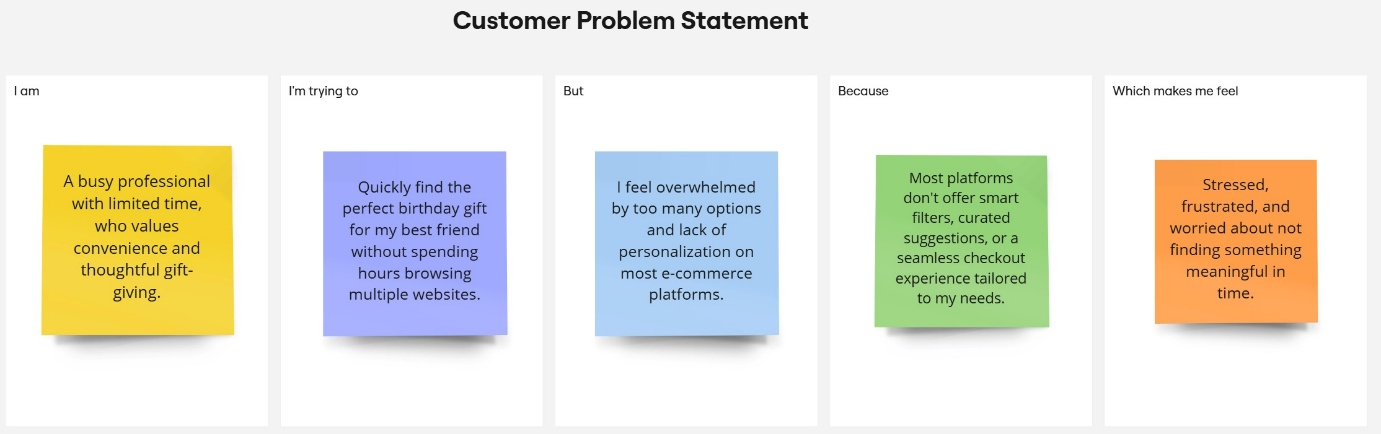 Customer Problem Statement
I am
A busy professional
with limited time,
who values
convenience and
thoughtful gift-
giving.
I'm trying to
Quickly find the
perfect birthday gift
for my best friend
without spending
hours browsing
multiple websites.
But
I feel overwhelmed
by too many options
and lack of
personalization on
most e-commerce
platforms.
Because
Most platforms
don't offer smart
filters, curated
suggestions, or a
seamless checkout
experience tailored
to my needs.
Which makes me feel
Stressed,
frustrated, and
worried about not
finding something
meaningful in
time.